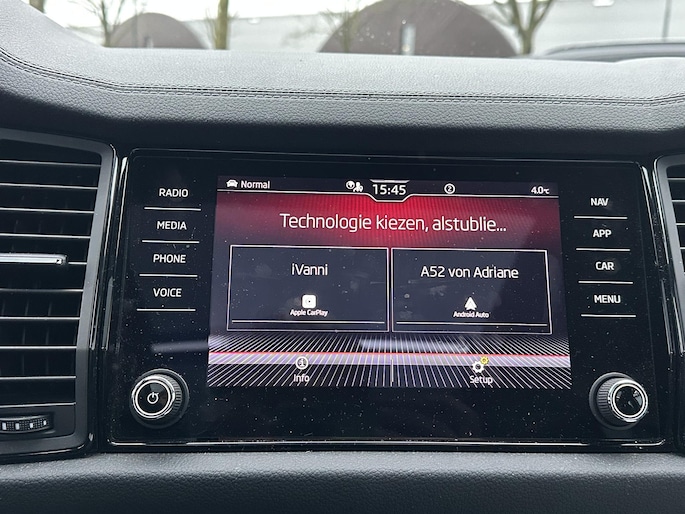 RADIO
MEDIA
PHONE
VOICE
Normal
15:45
2
4.0°C
Technologie kiezen, alstublie...
iVanni
Apple CarPlay
A52 von Adriane
Android Auto
Info
Setup
NAV
APP
CAR
MENU